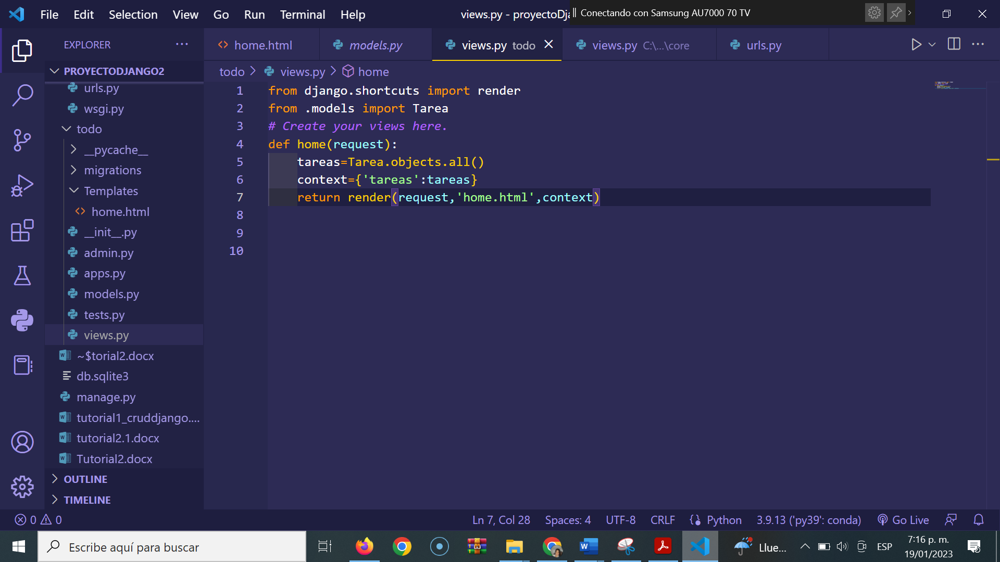 File Edit Selection View Go Run Terminal Help
views.py - proyectoDja
Conectando con Samsung AU7000 70 TV
EXPLORER
home.html
models.py
views.py todo
views.py C:\...\core
urls.py
PROYECTODJANGO2
todo > views.py > home
urls.py
wsgi.py
todo
__pycache__
migrations
Templates
home.html
__init__.py
admin.py
apps.py
models.py
tests.py
views.py
~$torial2.docx
db.sqlite3
manage.py
tutorial1_cruddjango....
tutorial2.1.docx
Tutorial2.docx
OUTLINE
TIMELINE
1 from django.shortcuts import render
2 from .models import Tarea
3 # Create your views here.
4 def home(request):
5     tareas=Tarea.objects.all()
6     context={'tareas':tareas}
7     return render(request,'home.html',context)
8
9
10
0 0
Ln 7, Col 28 Spaces: 4 UTF-8 CRLF Python 3.9.13 ('py39': conda) Go Live
Escribe aquí para buscar
Llue...
ESP
7:16 p. m.
19/01/2023